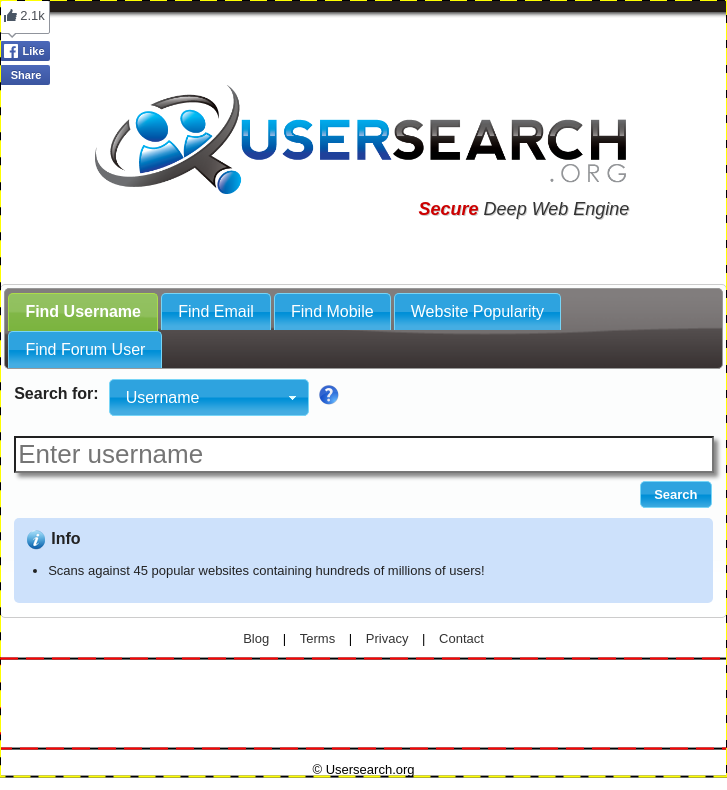 2.1k
Like
Share
USERSEARCH
.ORG
Secure Deep Web Engine
Find Username Find Email Find Mobile Website Popularity
Find Forum User
Search for: Username ?
Enter username
Search
i Info
• Scans against 45 popular websites containing hundreds of millions of users!
Blog | Terms | Privacy | Contact
© Usersearch.org